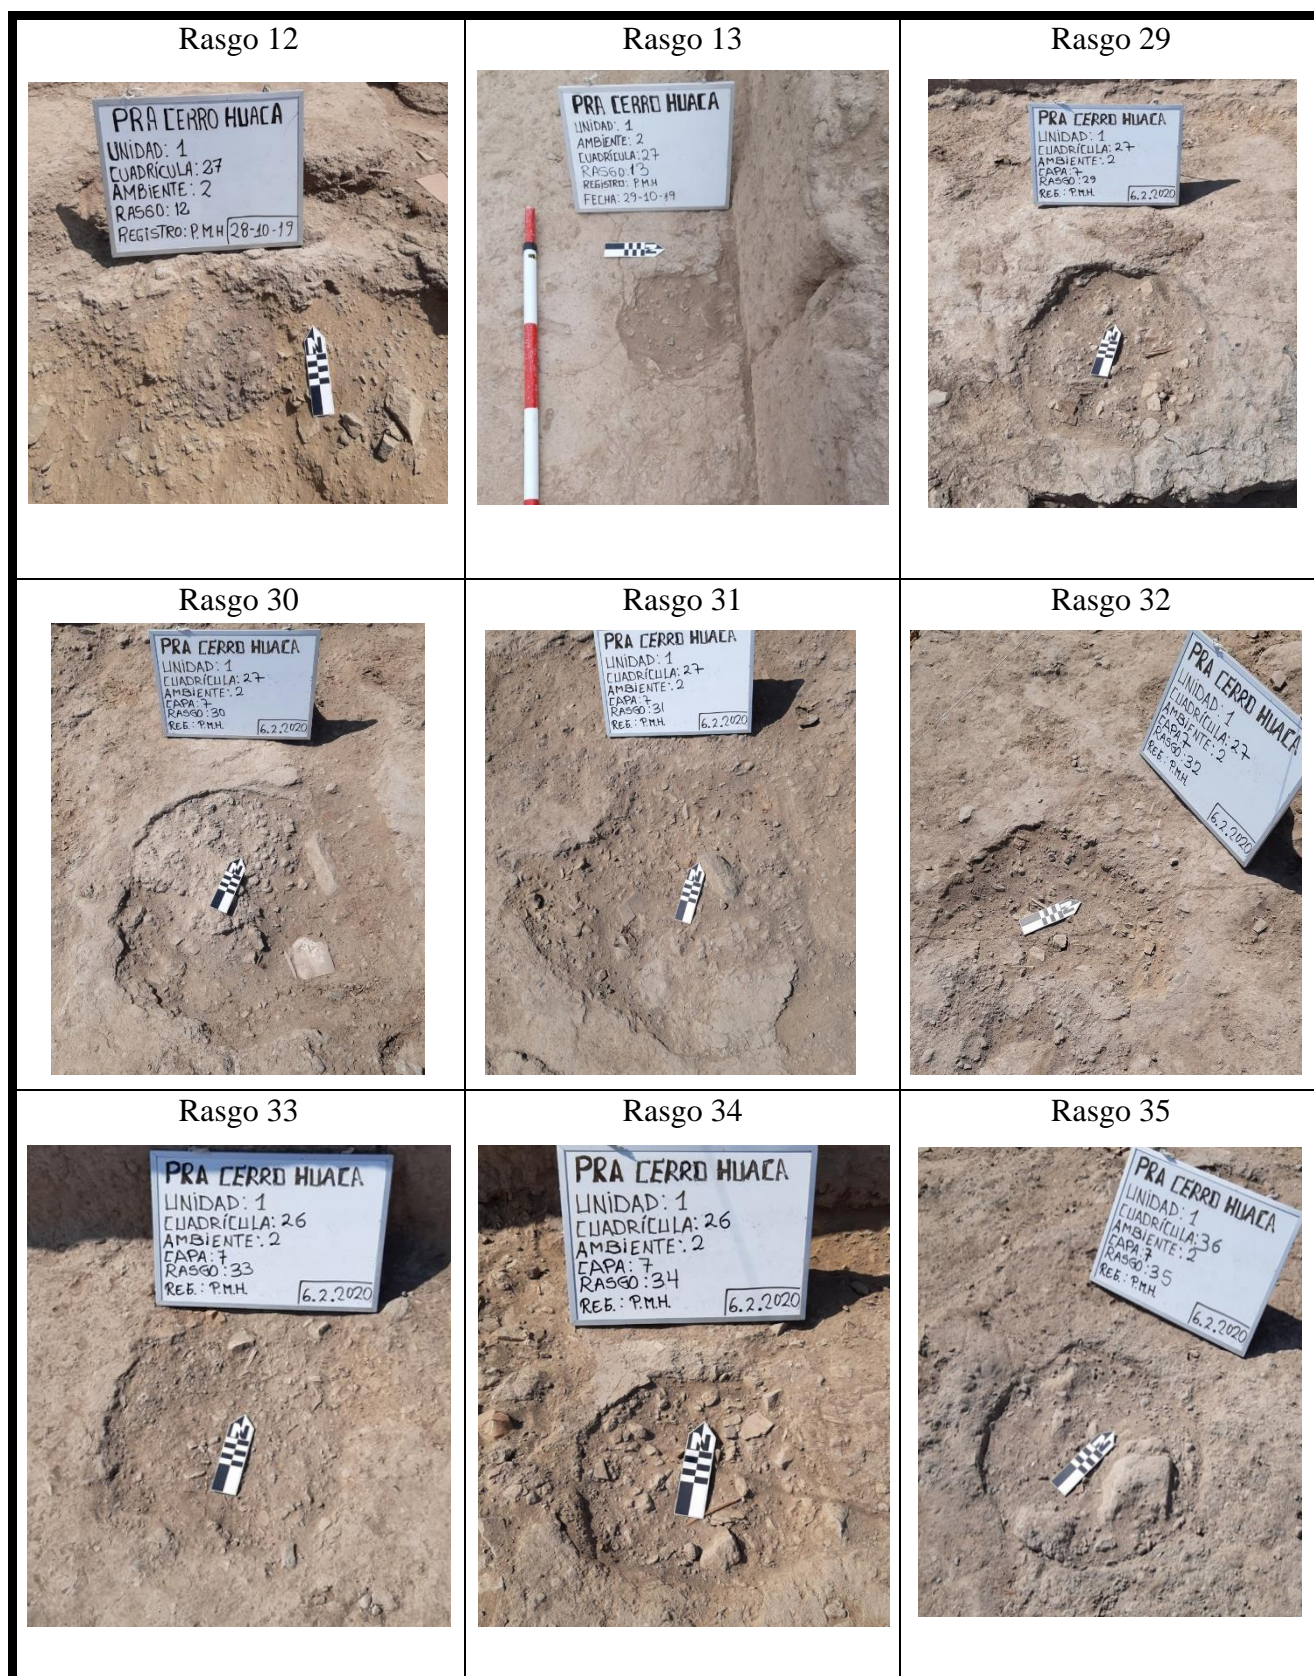 Rasgo 12
PRA CERRO HUACA
UNIDAD: 1
CUADRÍCULA: 27
AMBIENTE: 2
RASGO: 12
REGISTRO: P.M.H 28-10-19
Rasgo 13
PRA CERRO HUACA
UNIDAD: 1
AMBIENTE: 2
CUADRÍCULA: 27
RASGO: 13
REGISTRO: P.M.H
FECHA: 29-10-19
Rasgo 29
PRA CERRO HUACA
UNIDAD: 1
CUADRÍCULA: 27
AMBIENTE: 2
CAPA: 7
RASGO: 29
REG.: P.M.H. 6.2.2020
Rasgo 30
PRA CERRO HUACA
UNIDAD: 1
CUADRÍCULA: 27
AMBIENTE: 2
CAPA: 7
RASGO: 30
REG.: P.M.H. 6.2.2020
Rasgo 31
PRA CERRO HUACA
UNIDAD: 1
CUADRÍCULA: 27
AMBIENTE: 2
CAPA: 7
RASGO: 31
REG.: P.M.H. 6.2.2020
Rasgo 32
PRA CERRO HUACA
UNIDAD: 1
CUADRÍCULA: 27
AMBIENTE: 2
CAPA: 7
RASGO: 32
REG.: P.M.H. 6.2.2020
Rasgo 33
PRA CERRO HUACA
UNIDAD: 1
CUADRÍCULA: 26
AMBIENTE: 2
CAPA: 7
RASGO: 33
REG.: P.M.H. 6.2.2020
Rasgo 34
PRA CERRO HUACA
UNIDAD: 1
CUADRÍCULA: 26
AMBIENTE: 2
CAPA: 7
RASGO: 34
REG.: P.M.H. 6.2.2020
Rasgo 35
PRA CERRO HUACA
UNIDAD: 1
CUADRÍCULA: 36
AMBIENTE: 2
CAPA: 7
RASGO: 35
REG.: P.M.H. 6.2.2020